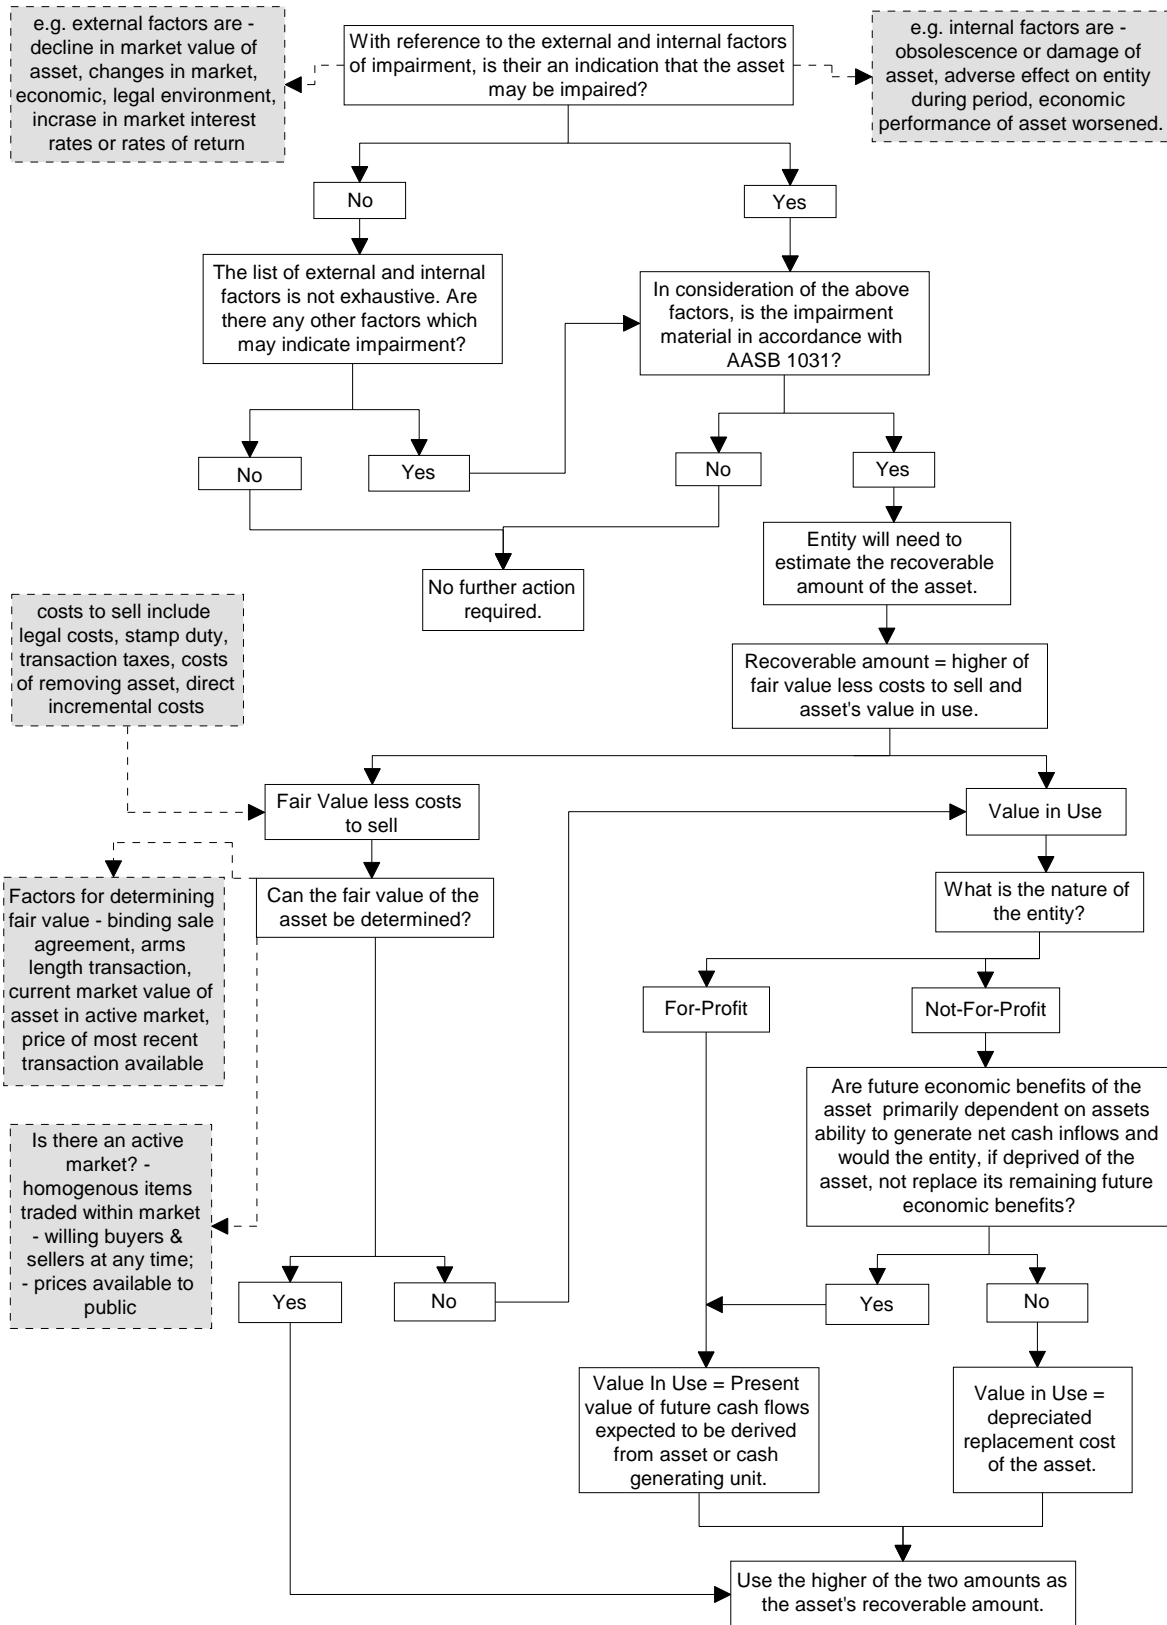 e.g. external factors are -
decline in market value of
asset, changes in market,
economic, legal environment,
incrase in market interest
rates or rates of return
With reference to the external and internal factors
of impairment, is their an indication that the asset
may be impaired?
e.g. internal factors are -
obsolescence or damage of
asset, adverse effect on entity
during period, economic
performance of asset worsened.
No
Yes
The list of external and internal
factors is not exhaustive. Are
there any other factors which
may indicate impairment?
In consideration of the above
factors, is the impairment
material in accordance with
AASB 1031?
No
Yes
No
Yes
No further action
required.
Entity will need to
estimate the recoverable
amount of the asset.
costs to sell include
legal costs, stamp duty,
transaction taxes, costs
of removing asset, direct
incremental costs
Recoverable amount = higher of
fair value less costs to sell and
asset's value in use.
Fair Value less costs
to sell
Value in Use
Factors for determining
fair value - binding sale
agreement, arms
length transaction,
current market value of
asset in active market,
price of most recent
transaction available
Can the fair value of the
asset be determined?
What is the nature of
the entity?
For-Profit
Not-For-Profit
Are future economic benefits of the
asset primarily dependent on assets
ability to generate net cash inflows and
would the entity, if deprived of the
asset, not replace its remaining future
economic benefits?
Is there an active
market? -
homogenous items
traded within market
- willing buyers &
sellers at any time;
- prices available to
public
Yes
No
Yes
No
Value In Use = Present
value of future cash flows
expected to be derived
from asset or cash
generating unit.
Value in Use =
depreciated
replacement cost
of the asset.
Use the higher of the two amounts as
the asset's recoverable amount.